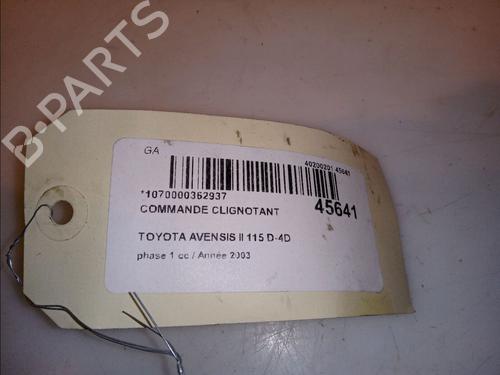 B-PARTS
GA
40200201 45641
*1070000362937
COMMANDE CLIGNOTANT
45641
TOYOTA AVENSIS II 115 D-4D
phase 1 cc / Année 2003